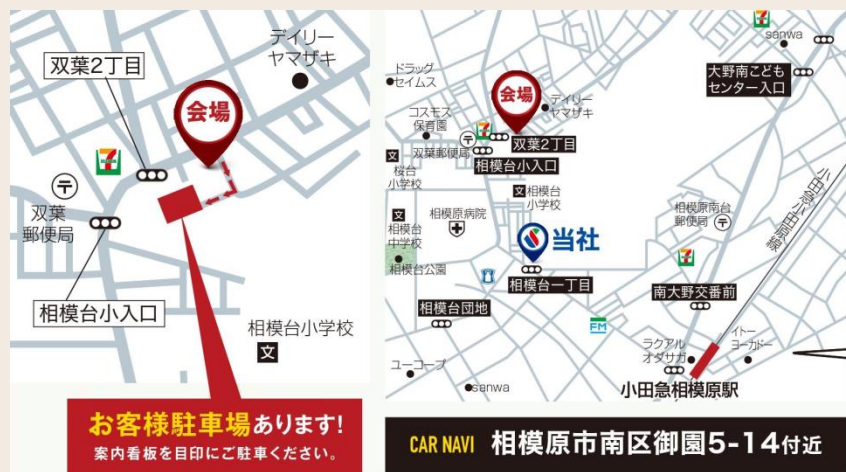 デイリー
ヤマザキ
双葉2丁目
会場
双葉
郵便局
相模台小入口
相模台小学校
文
お客様駐車場あります!
案内看板を目印にご駐車ください。
sanwa
ドラッグ
セイムス
大野南こども
センター入口
会場
デイリー
ヤマザキ
コスモス
保育園
双葉2丁目
双葉郵便局
相模台小入口
文
桜台
小学校
文 相模台
小学校
文
相模台
中学校
相模原病院
相模台公園
当社
相模台一丁目
相模原南台
郵便局
小田急小田原線
南大野交番前
相模台団地
FM
ラクアル
オダサガ
イトー
ヨーカドー
ユーコープ
sanwa
小田急相模原駅
CAR NAVI 相模原市南区御園5-14付近